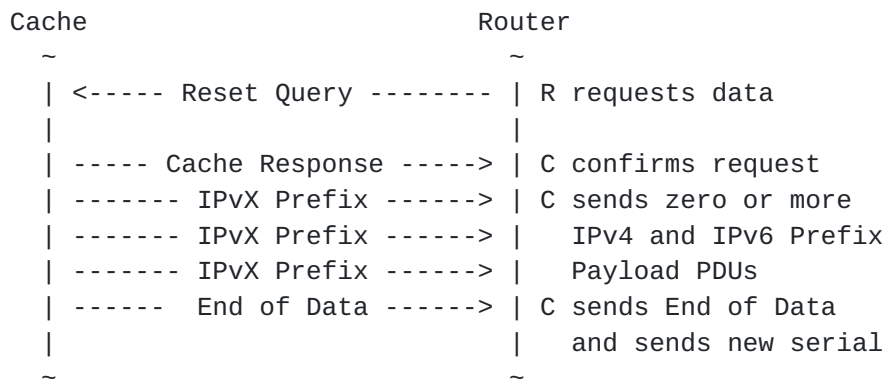 Cache                         Router
  ~                             ~
  | <----- Reset Query -------- | R requests data
  |                             |
  | ----- Cache Response -----> | C confirms request
  | ------- IPvX Prefix ------> | C sends zero or more
  | ------- IPvX Prefix ------> |   IPv4 and IPv6 Prefix
  | ------- IPvX Prefix ------> |   Payload PDUs
  | ------  End of Data ------> | C sends End of Data
  |                             |   and sends new serial
  ~                             ~